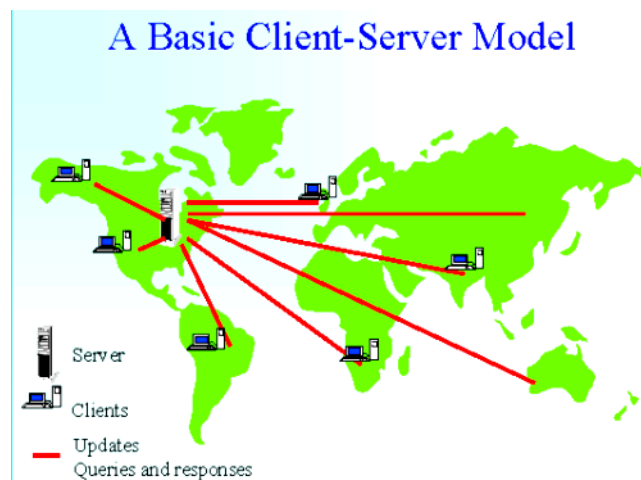 A Basic Client-Server Model
Server
Clients
Updates
Queries and responses